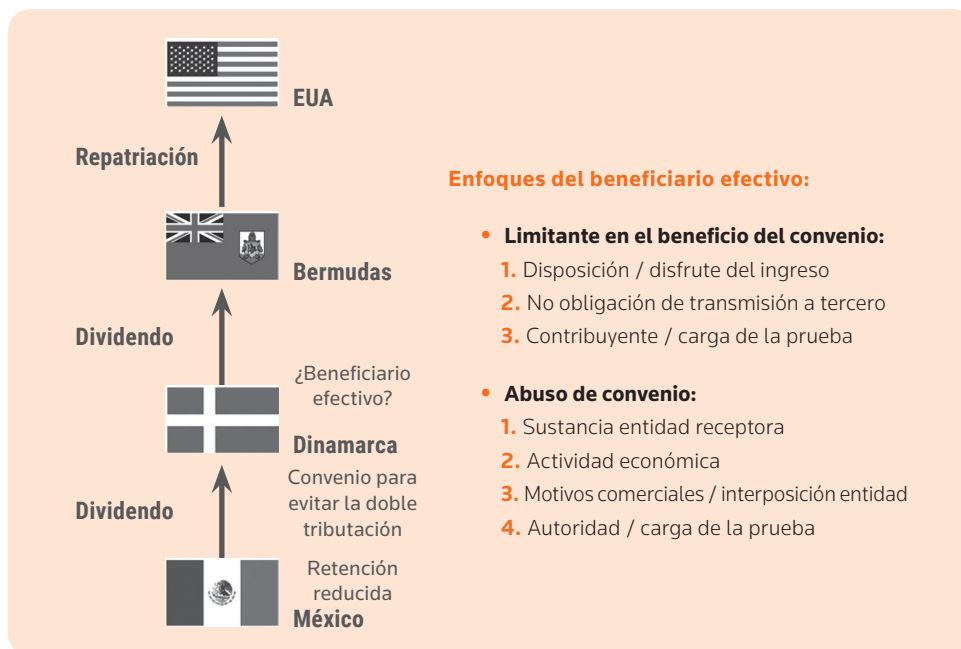 EUA
Repatriación
Bermudas
Dividendo
¿Beneficiario
efectivo?
Dinamarca
Convenio para
evitar la doble
tributación
Dividendo
Retención
reducida
México
Enfoques del beneficiario efectivo:
• Limitante en el beneficio del convenio:
1. Disposición / disfrute del ingreso
2. No obligación de transmisión a tercero
3. Contribuyente / carga de la prueba
• Abuso de convenio:
1. Sustancia entidad receptora
2. Actividad económica
3. Motivos comerciales / interposición entidad
4. Autoridad / carga de la prueba